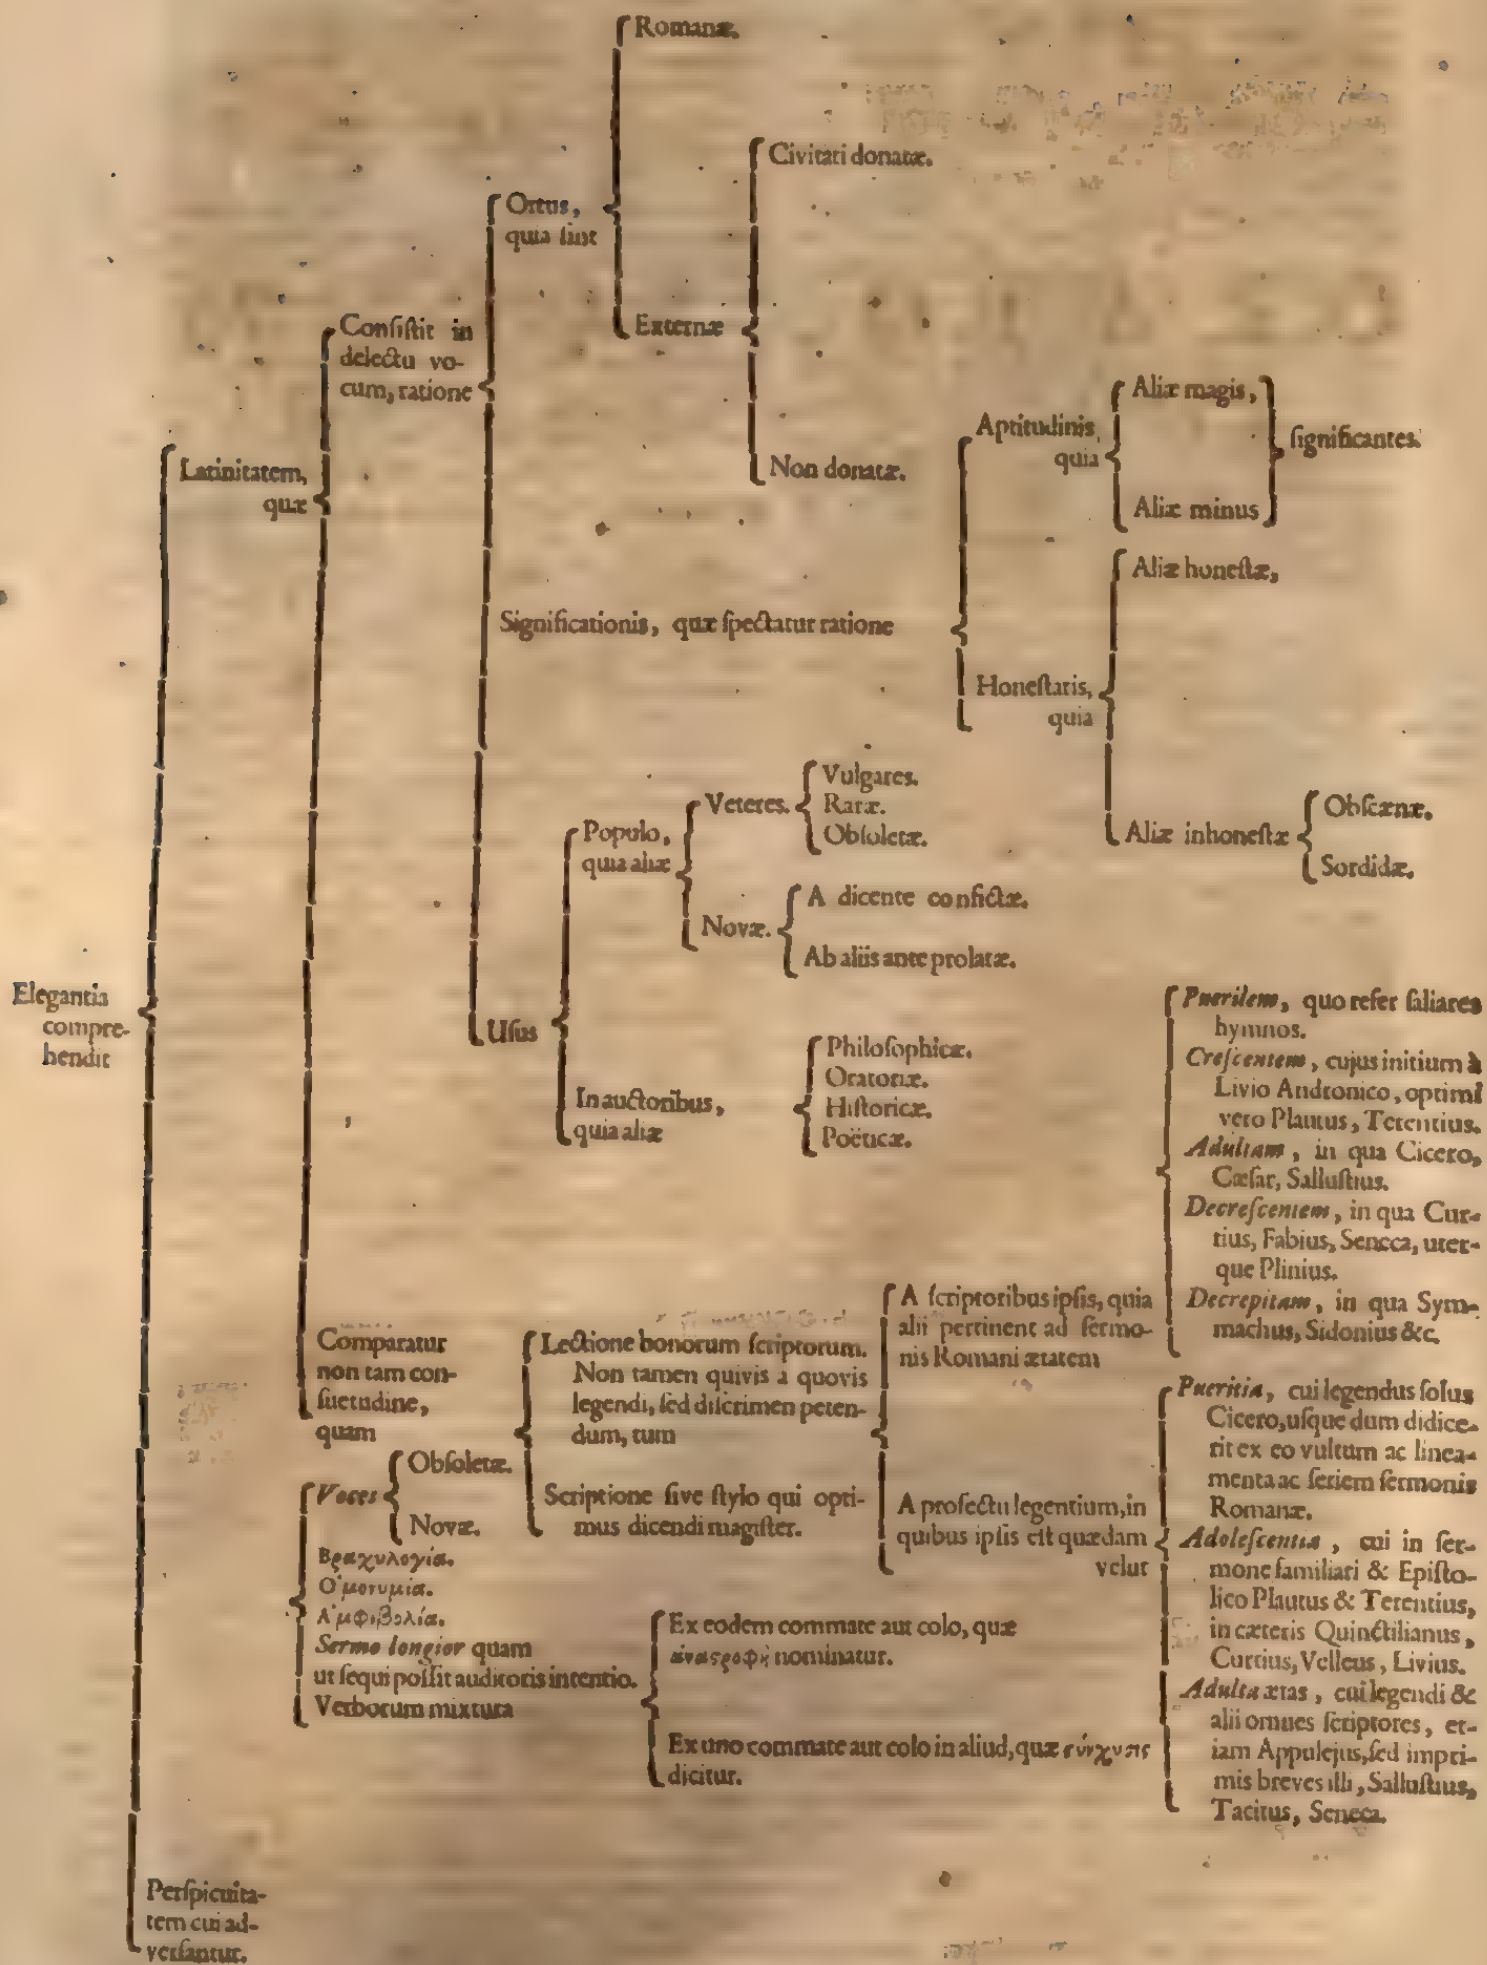 Elegantia
compre-
hendit
Latinitatem,
quæ
Conſiſtit in
delectu vo-
cum, ratione
Ortus,
quia ſint
Romanæ.
Externæ
Civitati donatæ.
Non donatæ.
Significationis, quæ ſpectatur ratione
Aptitudinis,
quia
Aliæ magis,
Aliæ minus
ſignificantes.
Honeſtatis,
quia
Aliæ honeſtæ,
Aliæ inhoneſtæ
Obſcænæ.
Sordidæ.
Uſus
Populo,
quia aliæ
Veteres.
Vulgares.
Raræ.
Obſoletæ.
Novæ.
A dicente confictæ.
Ab aliis ante prolatæ.
In auctoribus,
quia aliæ
Philoſophicæ.
Oratoriæ.
Hiſtoricæ.
Poëticæ.
Comparatur
non tam con-
ſuetudine,
quam
Lectione bonorum ſcriptorum.
Non tamen quivis a quovis
legendi, ſed diſcrimen peten-
dum, tum
A ſcriptoribus ipſis, quia
alii pertinent ad ſermo-
nis Romani ætatem
Puerilem, quo refer ſaliares
hymnos.
Creſcentem, cujus initium à
Livio Andronico, optimi
vero Plautus, Terentius.
Adultam, in qua Cicero,
Cæſar, Salluſtius.
Decreſcentem, in qua Cur-
tius, Fabius, Seneca, uter-
que Plinius.
Decrepitam, in qua Sym-
machus, Sidonius &c.
A profectu legentium, in
quibus ipſis eſt quædam
velut
Pueritia, cui legendus ſolus
Cicero, uſque dum didice-
rit ex eo vultum ac linea-
menta ac ſeriem ſermonis
Romanæ.
Adoleſcentia, cui in ſer-
mone familiari & Epiſto-
lico Plautus & Terentius,
in cæteris Quinctilianus,
Curtius, Velleus, Livius.
Adulta ætas, cui legendi &
alii omnes ſcriptores, et-
iam Appulejus, ſed impri-
mis breves illi, Salluſtius,
Tacitus, Seneca.
Scriptione ſive ſtylo qui opti-
mus dicendi magiſter.
Perſpicuita-
tem cui ad-
verſantur.
Voces
Obſoletæ.
Novæ.
Βραχυλογία.
Ο῾μονυμία.
Α᾿μφιβολία.
Sermo longior quam
ut ſequi poſſit auditoris intentio.
Verborum mixtura
Ex eodem commate aut colo, quæ
ἀναςροφὴ nominatur.
Ex uno commate aut colo in aliud, quæ σύγχυσις
dicitur.